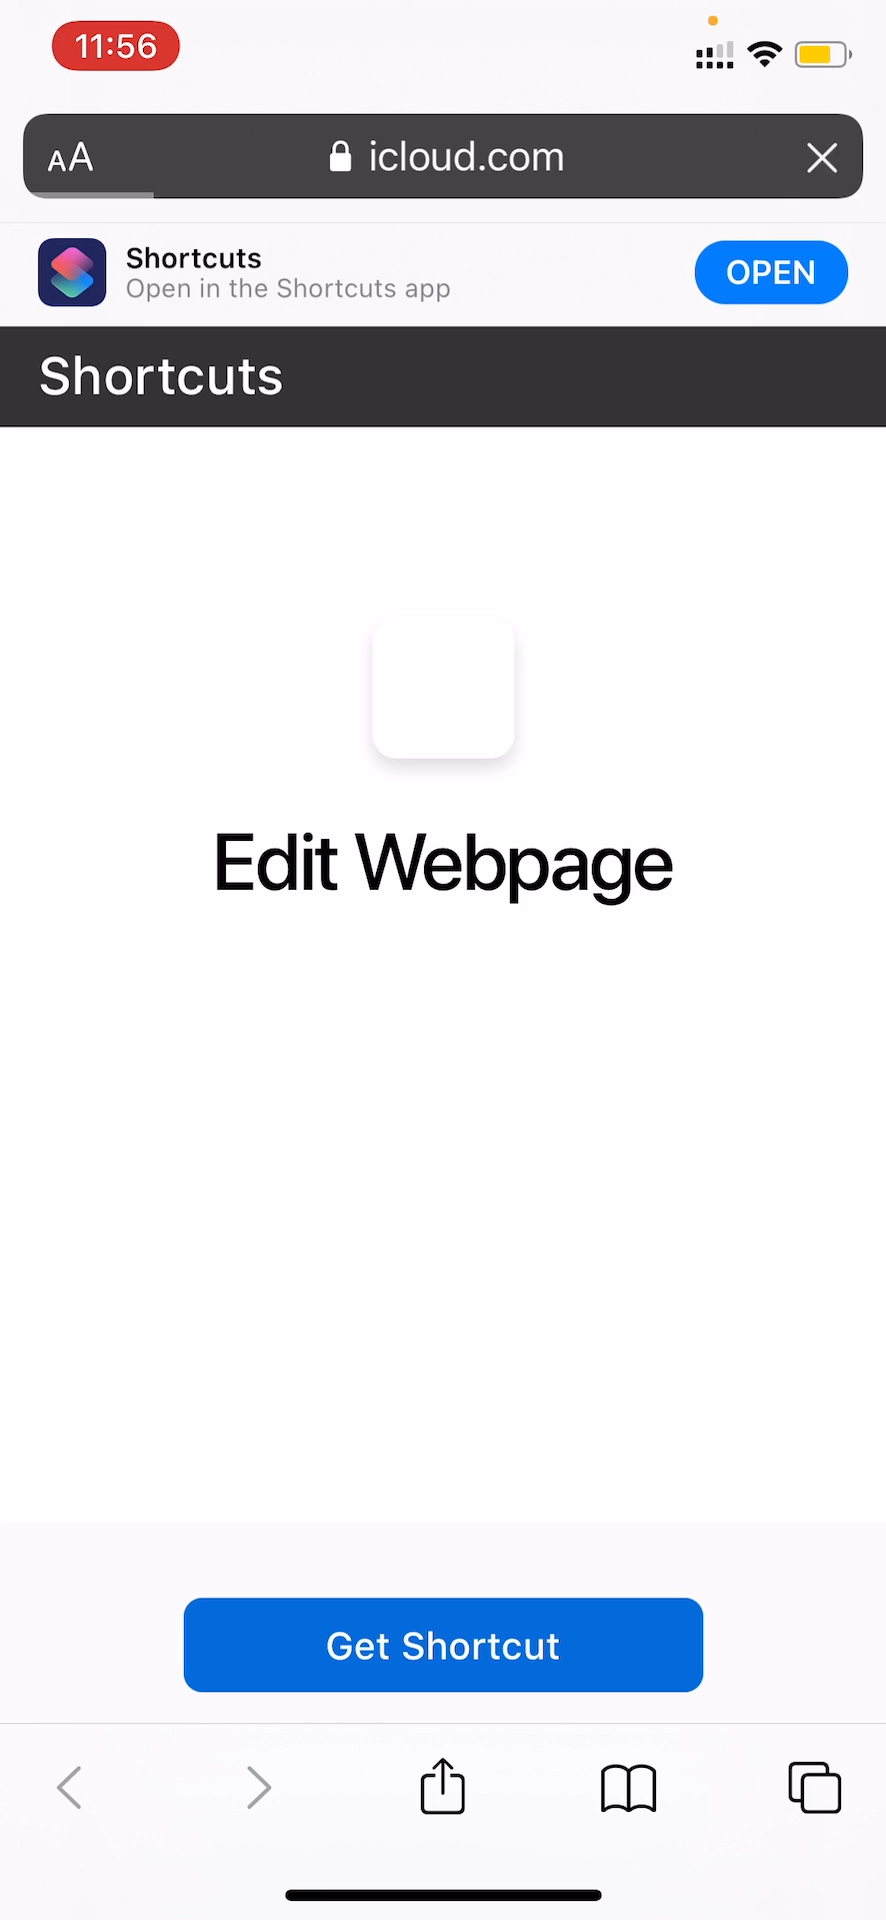 11:56
AA icloud.com
Shortcuts
Open in the Shortcuts app
OPEN
Shortcuts
Edit Webpage
Get Shortcut